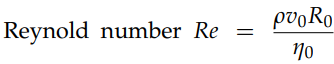 Reynold number Re = ρv₀R₀ / η₀